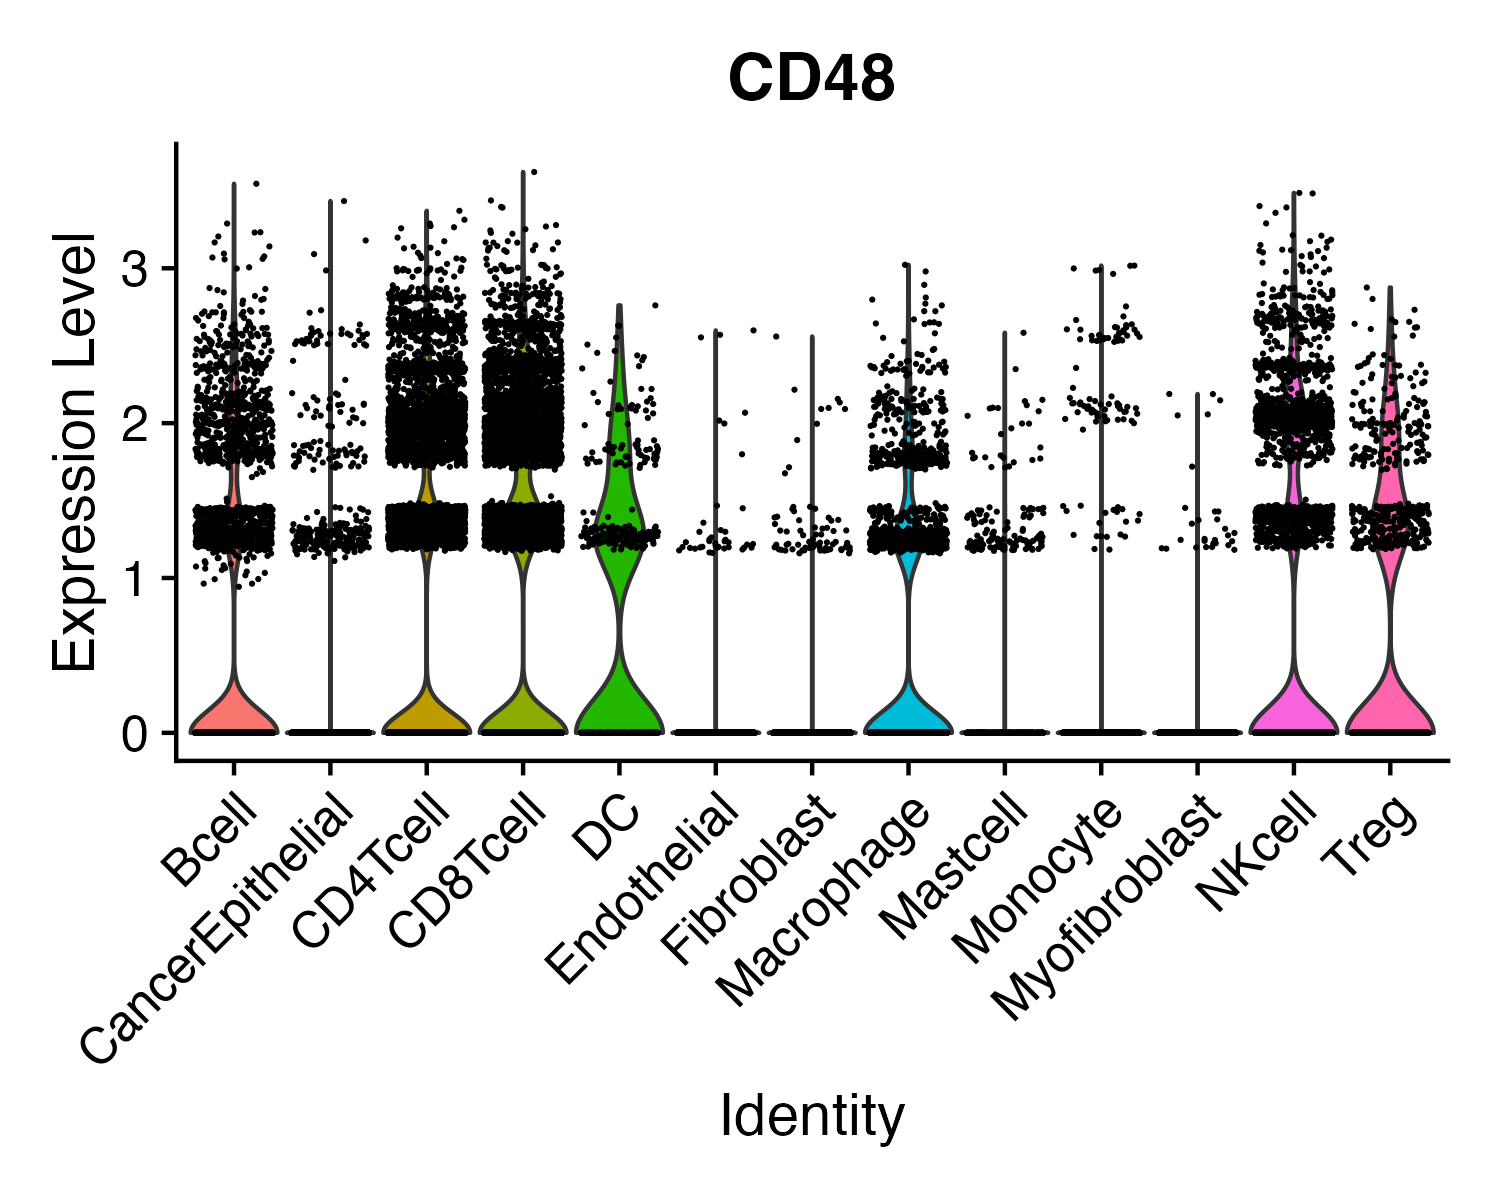 CD48
Expression Level
3
2
1
0
Bcell
CancerEpithelial
CD4Tcell
CD8Tcell
DC
Endothelial
Fibroblast
Macrophage
Mastcell
Monocyte
Myofibroblast
NKcell
Treg
Identity